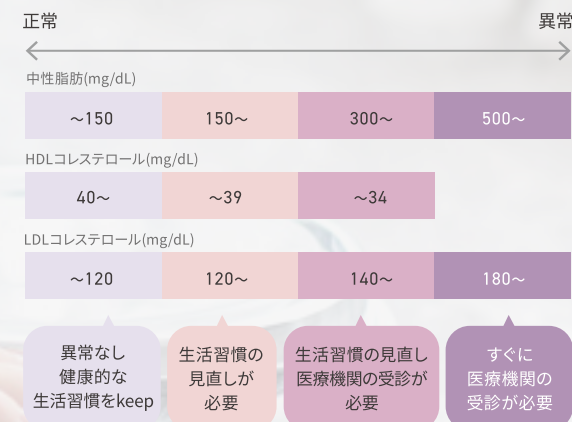 正常 異常
中性脂肪(mg/dL)
～150 150～ 300～ 500～
HDLコレステロール(mg/dL)
40～ ～39 ～34
LDLコレステロール(mg/dL)
～120 120～ 140～ 180～
異常なし
健康的な
生活習慣をkeep
生活習慣の
見直しが
必要
生活習慣の見直し
医療機関の受診が
必要
すぐに
医療機関の
受診が必要